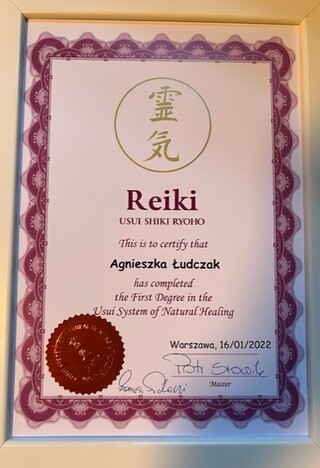 靈
気
Reiki
USUI SHIKI RYOHO
This is to certify that
Agnieszka Łudczak
has completed
the First Degree in the
Usui System of Natural Healing
Warszawa, 16/01/2022
Master